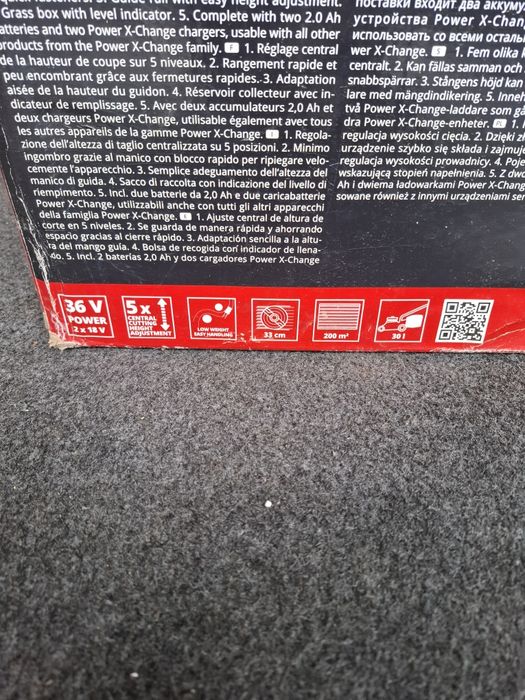 Grass box with level indicator. 5. Complete with two 2.0 Ah
atteries and two Power X-Change chargers, usable with all other
products from the Power X-Change family. F 1. Réglage central
de la hauteur de coupe sur 5 niveaux. 2. Rangement rapide et
peu encombrant grâce aux fermetures rapides. 3. Adaptation
aisée de la hauteur du guidon. 4. Réservoir collecteur avec in-
dicateur de remplissage. 5. Avec deux accumulateurs 2,0 Ah et
deux chargeurs Power X-Change, utilisable également avec tous
les autres appareils de la gamme Power X-Change. I 1. Regola-
zione dell'altezza di taglio centralizzata su 5 posizioni. 2. Minimo
ingombro grazie al manico con blocco rapido per ripiegare velo-
cemente l'apparecchio. 3. Semplice adeguamento dell'altezza del
manico di guida. 4. Sacco di raccolta con indicazione del livello di
riempimento. 5. Incl. due batterie da 2,0 Ah e due caricabatterie
Power X-Change, utilizzabili anche con tutti gli altri apparecchi
della famiglia Power X-Change. E 1. Ajuste central de altura de
corte en 5 niveles. 2. Se guarda de manera rápida y ahorrando
espacio gracias al cierre rápido. 3. Adaptación sencilla a la altu-
ra del mango guía. 4. Bolsa de recogida con indicador de llena-
do. 5. Incl. 2 baterías 2,0 Ah y dos cargadores Power X-Change
поставки входит два аккуму
устройства Power X-Chan
использовать со всеми осталь
wer X-Change. S 1. Fem olika
centralt. 2. Kan fällas samman och
snabbspärrar. 3. Stångens höjd kan
lare med mängdindikering. 5. Inneh
två Power X-Change-laddare som gå
dra Power X-Change-enheter.
regulacja wysokości cięcia. 2. Dzięki
urządzenie szybko się składa i zajmuje
regulacja wysokości prowadnicy. 4. Poje
wskazującą stopień napełnienia. 5. Z dwo
Ah i dwiema ładowarkami Power X-Chang
sowane również z innymi urządzeniami ser
36 V
POWER
2 x 18 V
5 x
CENTRAL
CUTTING
HEIGHT
ADJUSTMENT
LOW WEIGHT
EASY HANDLING
33 cm
200 m²
30 l